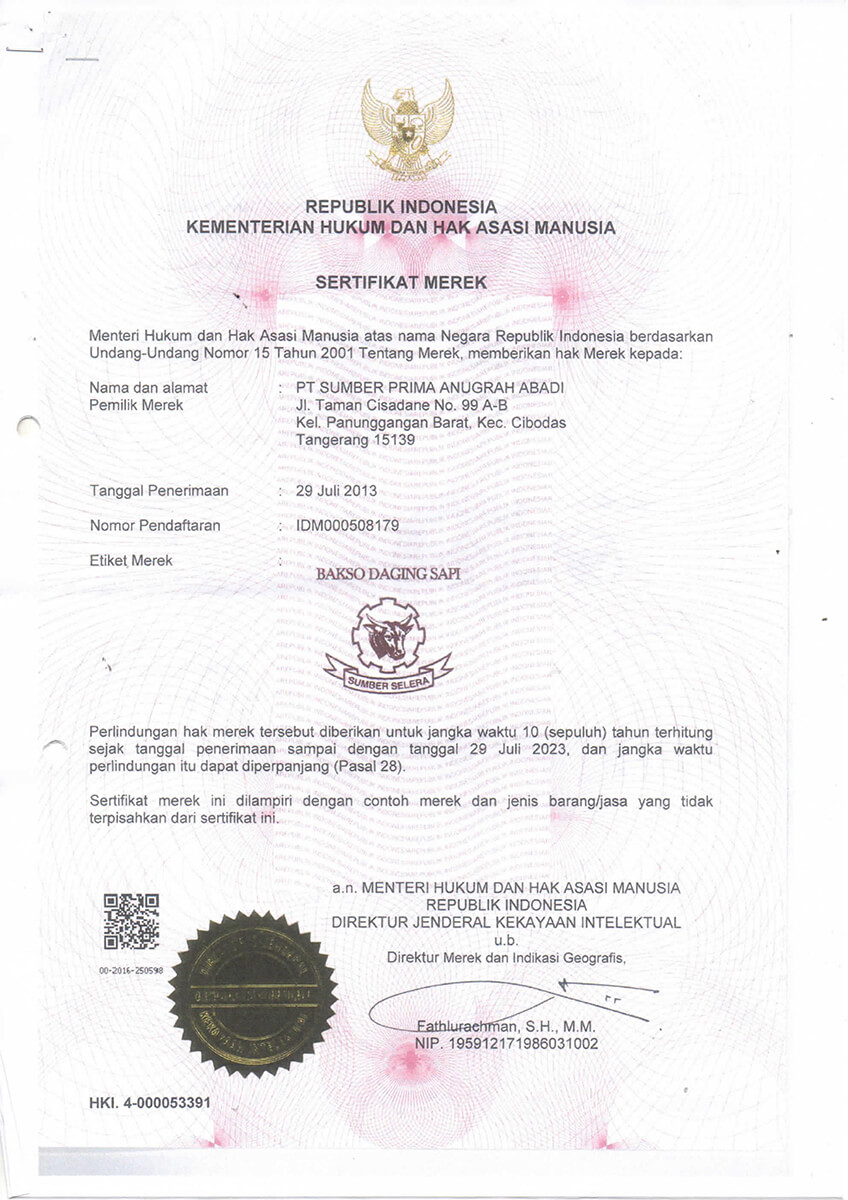 REPUBLIK INDONESIA
KEMENTERIAN HUKUM DAN HAK ASASI MANUSIA
SERTIFIKAT MEREK
Menteri Hukum dan Hak Asasi Manusia atas nama Negara Republik Indonesia berdasarkan
Undang-Undang Nomor 15 Tahun 2001 Tentang Merek, memberikan hak Merek kepada:
Nama dan alamat : PT SUMBER PRIMA ANUGRAH ABADI
Pemilik Merek Jl. Taman Cisadane No. 99 A-B
Kel. Panunggangan Barat, Kec. Cibodas
Tangerang 15139
Tanggal Penerimaan : 29 Juli 2013
Nomor Pendaftaran : IDM000508179
Etiket Merek :
BAKSO DAGING SAPI
SUMBER SELERA
Perlindungan hak merek tersebut diberikan untuk jangka waktu 10 (sepuluh) tahun terhitung
sejak tanggal penerimaan sampai dengan tanggal 29 Juli 2023, dan jangka waktu
perlindungan itu dapat diperpanjang (Pasal 28).
Sertifikat merek ini dilampiri dengan contoh merek dan jenis barang/jasa yang tidak
terpisahkan dari sertifikat ini.
a.n. MENTERI HUKUM DAN HAK ASASI MANUSIA
REPUBLIK INDONESIA
DIREKTUR JENDERAL KEKAYAAN INTELEKTUAL
u.b.
Direktur Merek dan Indikasi Geografis,
00-2016-250598
Fathlurachman, S.H., M.M.
NIP. 195912171986031002
HKI. 4-000053391